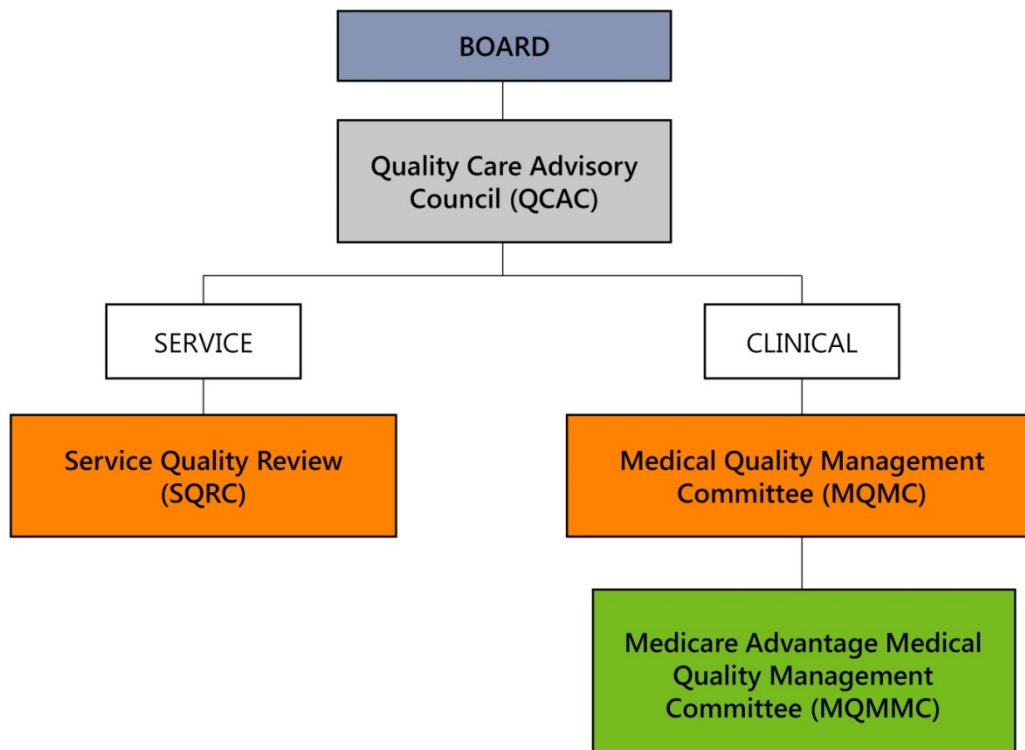 BOARD
Quality Care Advisory
Council (QCAC)
SERVICE
CLINICAL
Service Quality Review
(SQRC)
Medical Quality Management
Committee (MQMC)
Medicare Advantage Medical
Quality Management
Committee (MQMMC)